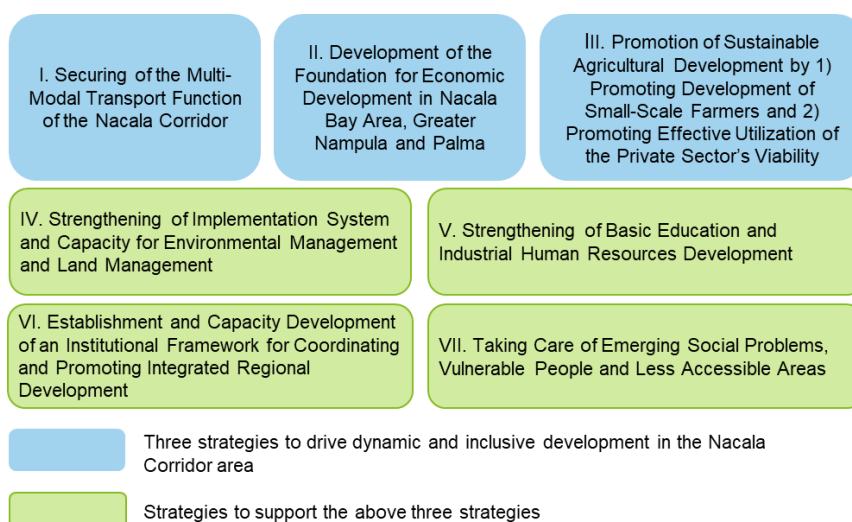 I. Securing of the Multi-
Modal Transport Function
of the Nacala Corridor
II. Development of the
Foundation for Economic
Development in Nacala
Bay Area, Greater
Nampula and Palma
III. Promotion of Sustainable
Agricultural Development by 1)
Promoting Development of
Small-Scale Farmers and 2)
Promoting Effective Utilization of
the Private Sector's Viability
IV. Strengthening of Implementation System
and Capacity for Environmental Management
and Land Management
V. Strengthening of Basic Education and
Industrial Human Resources Development
VI. Establishment and Capacity Development
of an Institutional Framework for Coordinating
and Promoting Integrated Regional
Development
VII. Taking Care of Emerging Social Problems,
Vulnerable People and Less Accessible Areas
Three strategies to drive dynamic and inclusive development in the Nacala
Corridor area
Strategies to support the above three strategies